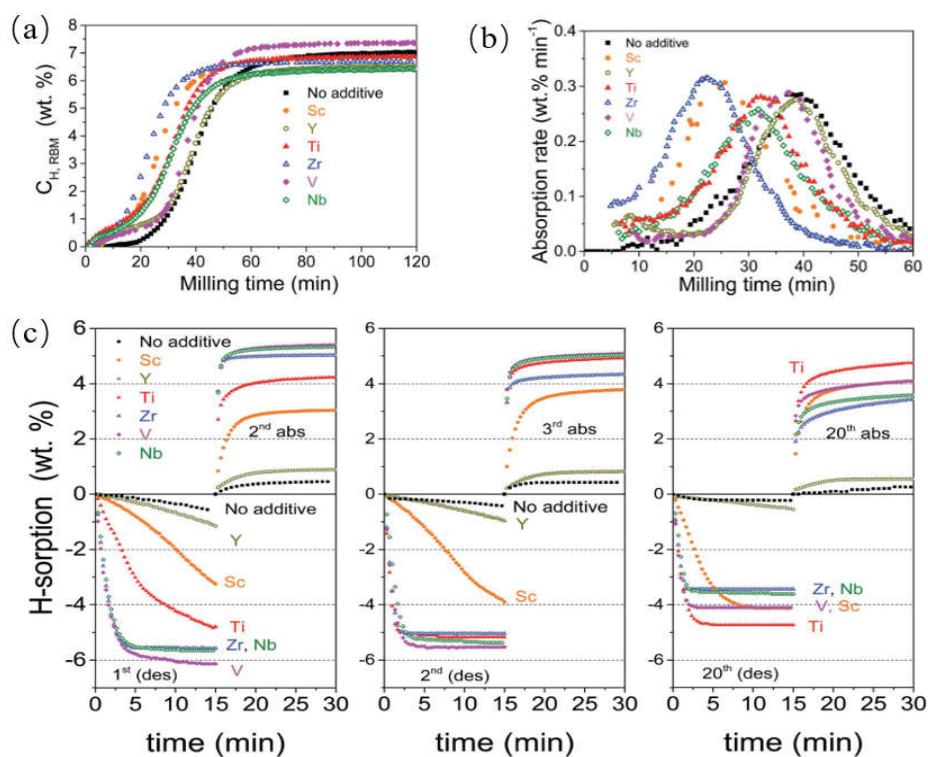 (a)
C_H, RBM (wt. %)
8
7
6
5
4
3
2
1
0
No additive
Sc
Y
Ti
Zr
V
Nb
0 20 40 60 80 100 120
Milling time (min)
(b)
Absorption rate (wt.% min⁻¹)
0.4
0.3
0.2
0.1
0.0
No additive
Sc
Y
Ti
Zr
V
Nb
0 10 20 30 40 50 60
Milling time (min)
(c)
H-sorption (wt. %)
6
4
2
0
-2
-4
-6
No additive
Sc
Y
Ti
Zr
V
Nb
2nd abs
No additive
Y
Sc
Ti
Zr, Nb
V
1st (des)
0 5 10 15 20 25 30
time (min)
6
4
2
0
-2
-4
-6
3rd abs
No additive
Y
Sc
2nd (des)
0 5 10 15 20 25 30
time (min)
6
4
2
0
-2
-4
-6
Ti
20th abs
No additive
Y
Zr, Nb
V, Sc
Ti
20th (des)
0 5 10 15 20 25 30
time (min)